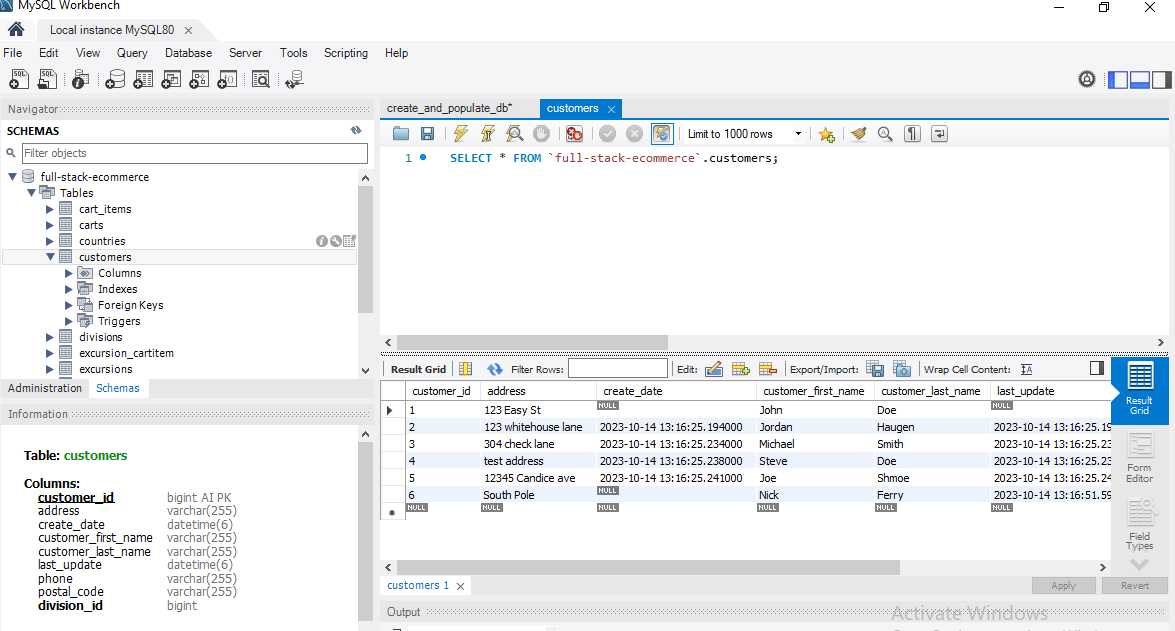 MySQL Workbench
Local instance MySQL80
File Edit View Query Database Server Tools Scripting Help
Navigator
SCHEMAS
Filter objects
full-stack-ecommerce
Tables
cart_items
carts
countries
customers
Columns
Indexes
Foreign Keys
Triggers
divisions
excursion_cartitem
excursions
Administration Schemas
Information
Table: customers
Columns:
customer_id bigint AI PK
address varchar(255)
create_date datetime(6)
customer_first_name varchar(255)
customer_last_name varchar(255)
last_update datetime(6)
phone varchar(255)
postal_code varchar(255)
division_id bigint
create_and_populate_db* customers
Limit to 1000 rows
1 SELECT * FROM `full-stack-ecommerce`.customers;
Result Grid Filter Rows: Edit: Export/Import: Wrap Cell Content:
customer_id address create_date customer_first_name customer_last_name last_update
1 123 Easy St NULL John Doe NULL
2 123 whitehouse lane 2023-10-14 13:16:25.194000 Jordan Haugen 2023-10-14 13:16:25.19
3 304 check lane 2023-10-14 13:16:25.234000 Michael Smith 2023-10-14 13:16:25.23
4 test address 2023-10-14 13:16:25.238000 Steve Doe 2023-10-14 13:16:25.23
5 12345 Candice ave 2023-10-14 13:16:25.241000 Joe Shmoe 2023-10-14 13:16:25.24
6 South Pole NULL Nick Ferry 2023-10-14 13:16:51.59
NULL NULL NULL NULL NULL NULL
Result
Grid
Form
Editor
Field
Types
customers 1
Apply Revert
Output
Activate Windows